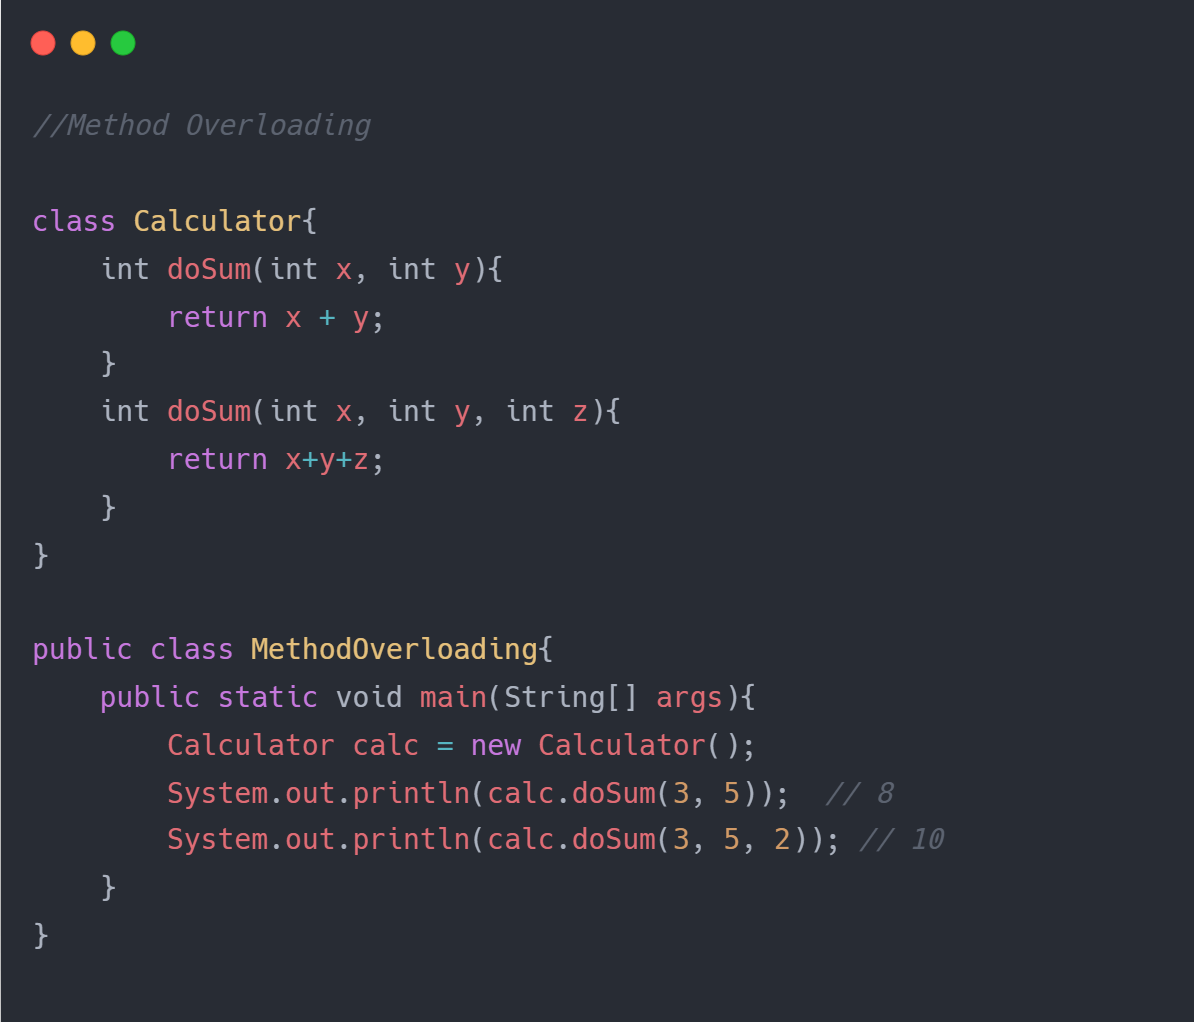 //Method Overloading
class Calculator{
    int doSum(int x, int y){
        return x + y;
    }
    int doSum(int x, int y, int z){
        return x+y+z;
    }
}
public class MethodOverloading{
    public static void main(String[] args){
        Calculator calc = new Calculator();
        System.out.println(calc.doSum(3, 5));  // 8
        System.out.println(calc.doSum(3, 5, 2)); // 10
    }
}